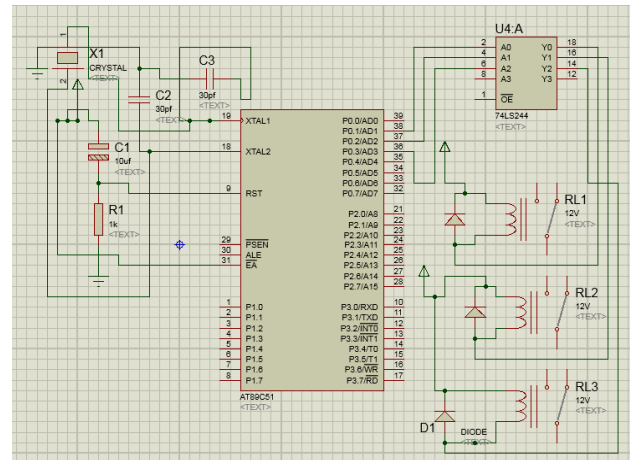 1
X1
CRYSTAL
<TEXT>
2
C3
30pf
<TEXT>
C2
30pf
<TEXT>
C1
10uf
<TEXT>
R1
1k
<TEXT>
19 XTAL1
18 XTAL2
9 RST
29 PSEN
30 ALE
31 EA
1 P1.0
2 P1.1
3 P1.2
4 P1.3
5 P1.4
6 P1.5
7 P1.6
8 P1.7
P0.0/AD0 39
P0.1/AD1 38
P0.2/AD2 37
P0.3/AD3 36
P0.4/AD4 35
P0.5/AD5 34
P0.6/AD6 33
P0.7/AD7 32
P2.0/A8 21
P2.1/A9 22
P2.2/A10 23
P2.3/A11 24
P2.4/A12 25
P2.5/A13 26
P2.6/A14 27
P2.7/A15 28
P3.0/RXD 10
P3.1/TXD 11
P3.2/INT0 12
P3.3/INT1 13
P3.4/T0 14
P3.5/T1 15
P3.6/WR 16
P3.7/RD 17
AT89C51
<TEXT>
U4:A
2 A0 Y0 18
4 A1 Y1 16
6 A2 Y2 14
8 A3 Y3 12
1 OE
74LS244
<TEXT>
RL1
12V
<TEXT>
RL2
12V
<TEXT>
RL3
12V
<TEXT>
D1
DIODE
<TEXT>